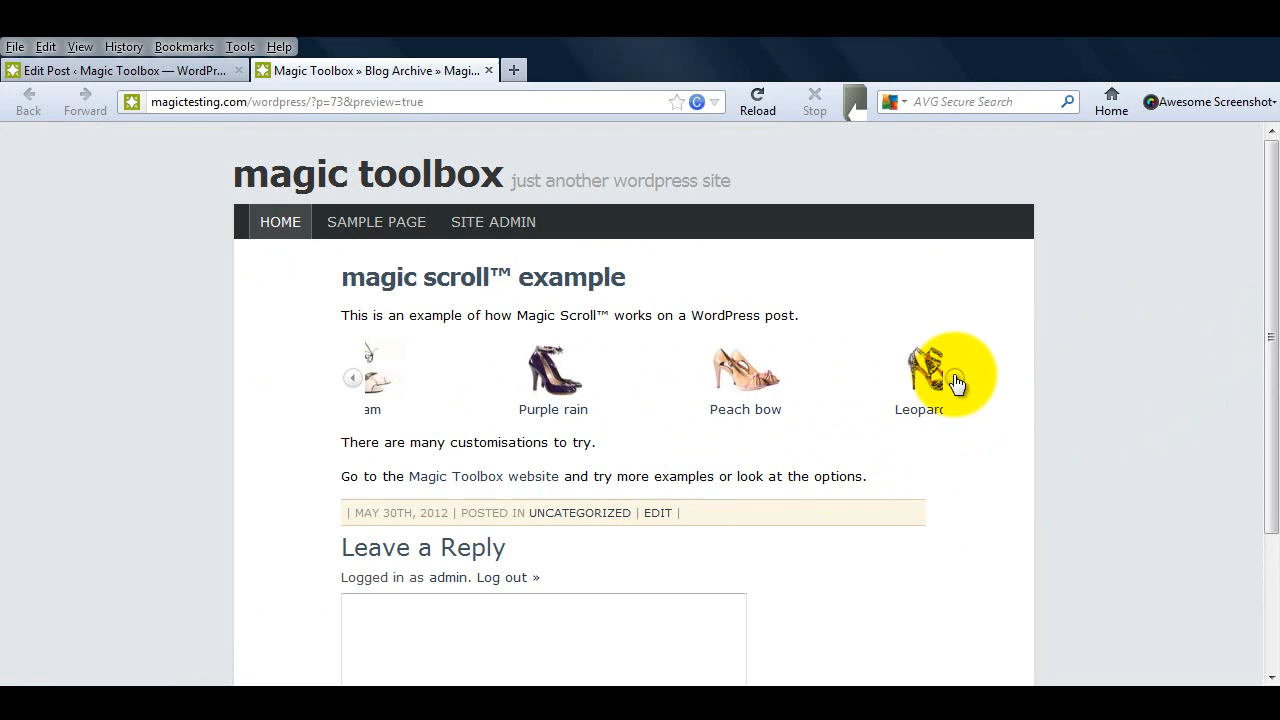 File Edit View History Bookmarks Tools Help
Edit Post ‹ Magic Toolbox — WordPr... Magic Toolbox » Blog Archive » Magi...
Back Forward magictesting.com/wordpress/?p=73&preview=true Reload Stop AVG Secure Search Home Awesome Screenshot
magic toolbox just another wordpress site
HOME SAMPLE PAGE SITE ADMIN
magic scroll™ example
This is an example of how Magic Scroll™ works on a WordPress post.
am Purple rain Peach bow Leopard
There are many customisations to try.
Go to the Magic Toolbox website and try more examples or look at the options.
| MAY 30TH, 2012 | POSTED IN UNCATEGORIZED | EDIT |
Leave a Reply
Logged in as admin. Log out »